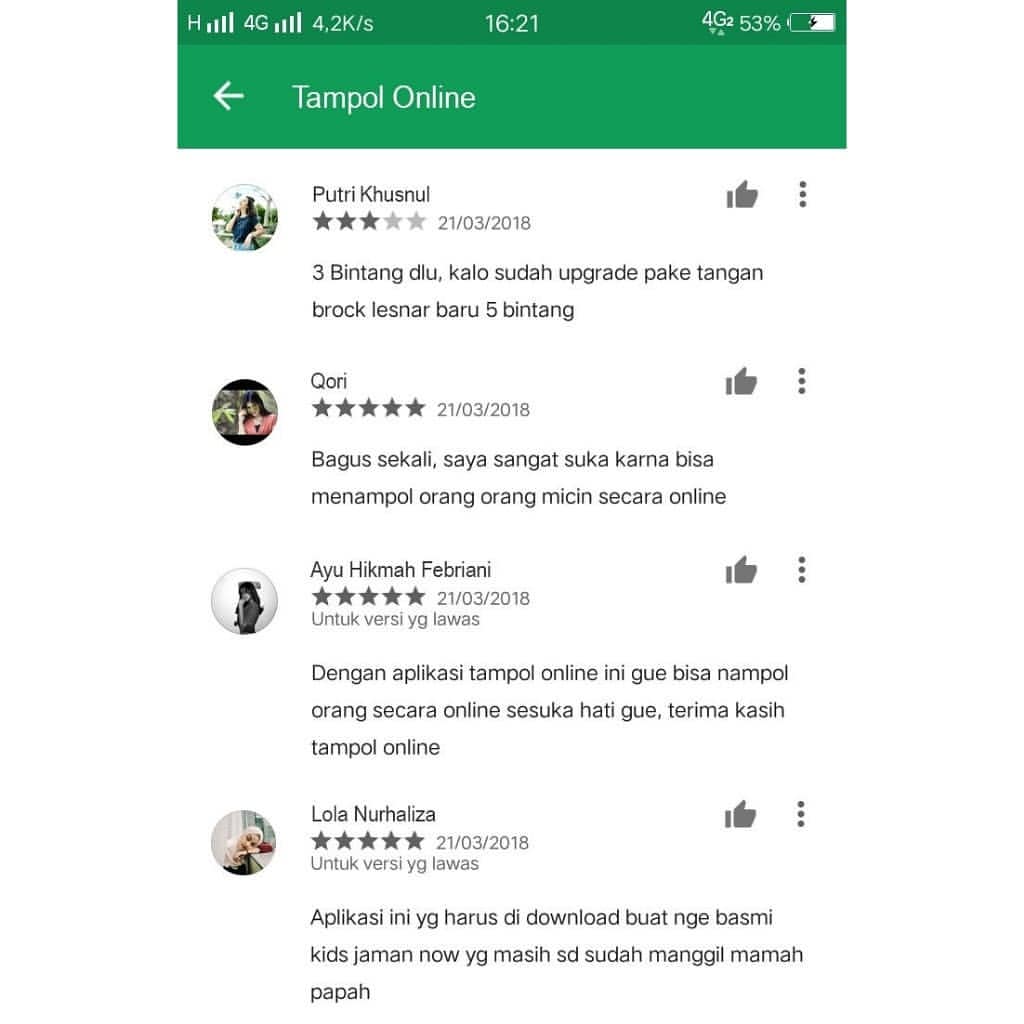 H 4G 4,2K/s 16:21 4G2 53%
Tampol Online
Putri Khusnul
21/03/2018
3 Bintang dlu, kalo sudah upgrade pake tangan
brock lesnar baru 5 bintang
Qori
21/03/2018
Bagus sekali, saya sangat suka karna bisa
menampol orang orang micin secara online
Ayu Hikmah Febriani
21/03/2018
Untuk versi yg lawas
Dengan aplikasi tampol online ini gue bisa nampol
orang secara online sesuka hati gue, terima kasih
tampol online
Lola Nurhaliza
21/03/2018
Untuk versi yg lawas
Aplikasi ini yg harus di download buat nge basmi
kids jaman now yg masih sd sudah manggil mamah
papah